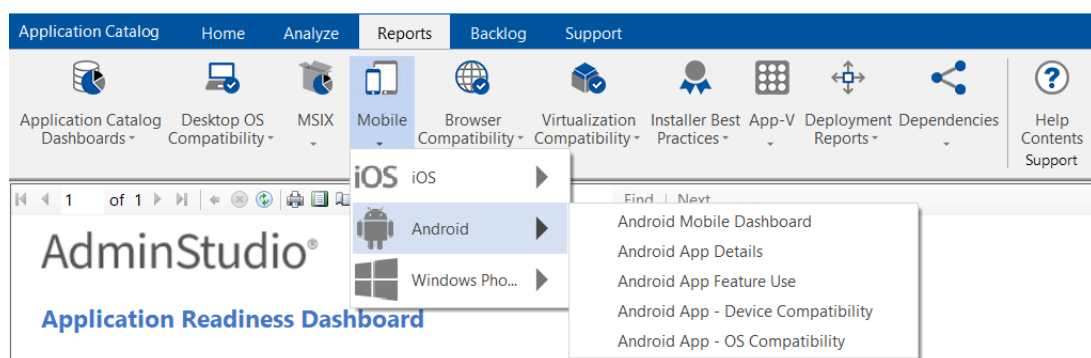 Application Catalog Home Analyze Reports Backlog Support
Application Catalog Desktop OS MSIX Mobile Browser Virtualization Installer Best App-V Deployment Dependencies Help
Dashboards Compatibility Compatibility Compatibility Practices Reports Contents
Support
iOS iOS
1 of 1 Find | Next
Android Android Mobile Dashboard
AdminStudio®
Android App Details
Windows Pho... Android App Feature Use
Application Readiness Dashboard
Android App - Device Compatibility
Android App - OS Compatibility